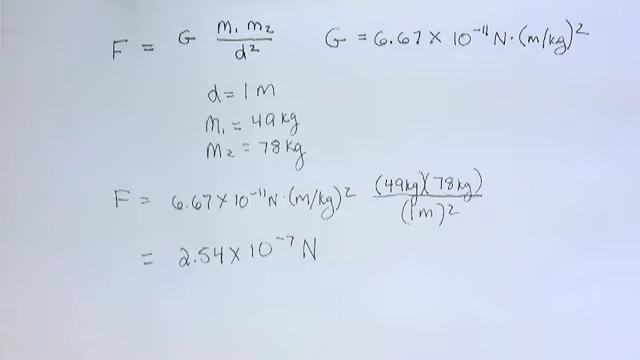 F = G m₁ m₂ / d² G = 6.67 × 10⁻¹¹ N · (m/kg)²
d = 1 m
m₁ = 49 kg
m₂ = 78 kg
F = 6.67 × 10⁻¹¹ N · (m/kg)² (49kg)(78kg) / (1m)²
= 2.54 × 10⁻⁷ N